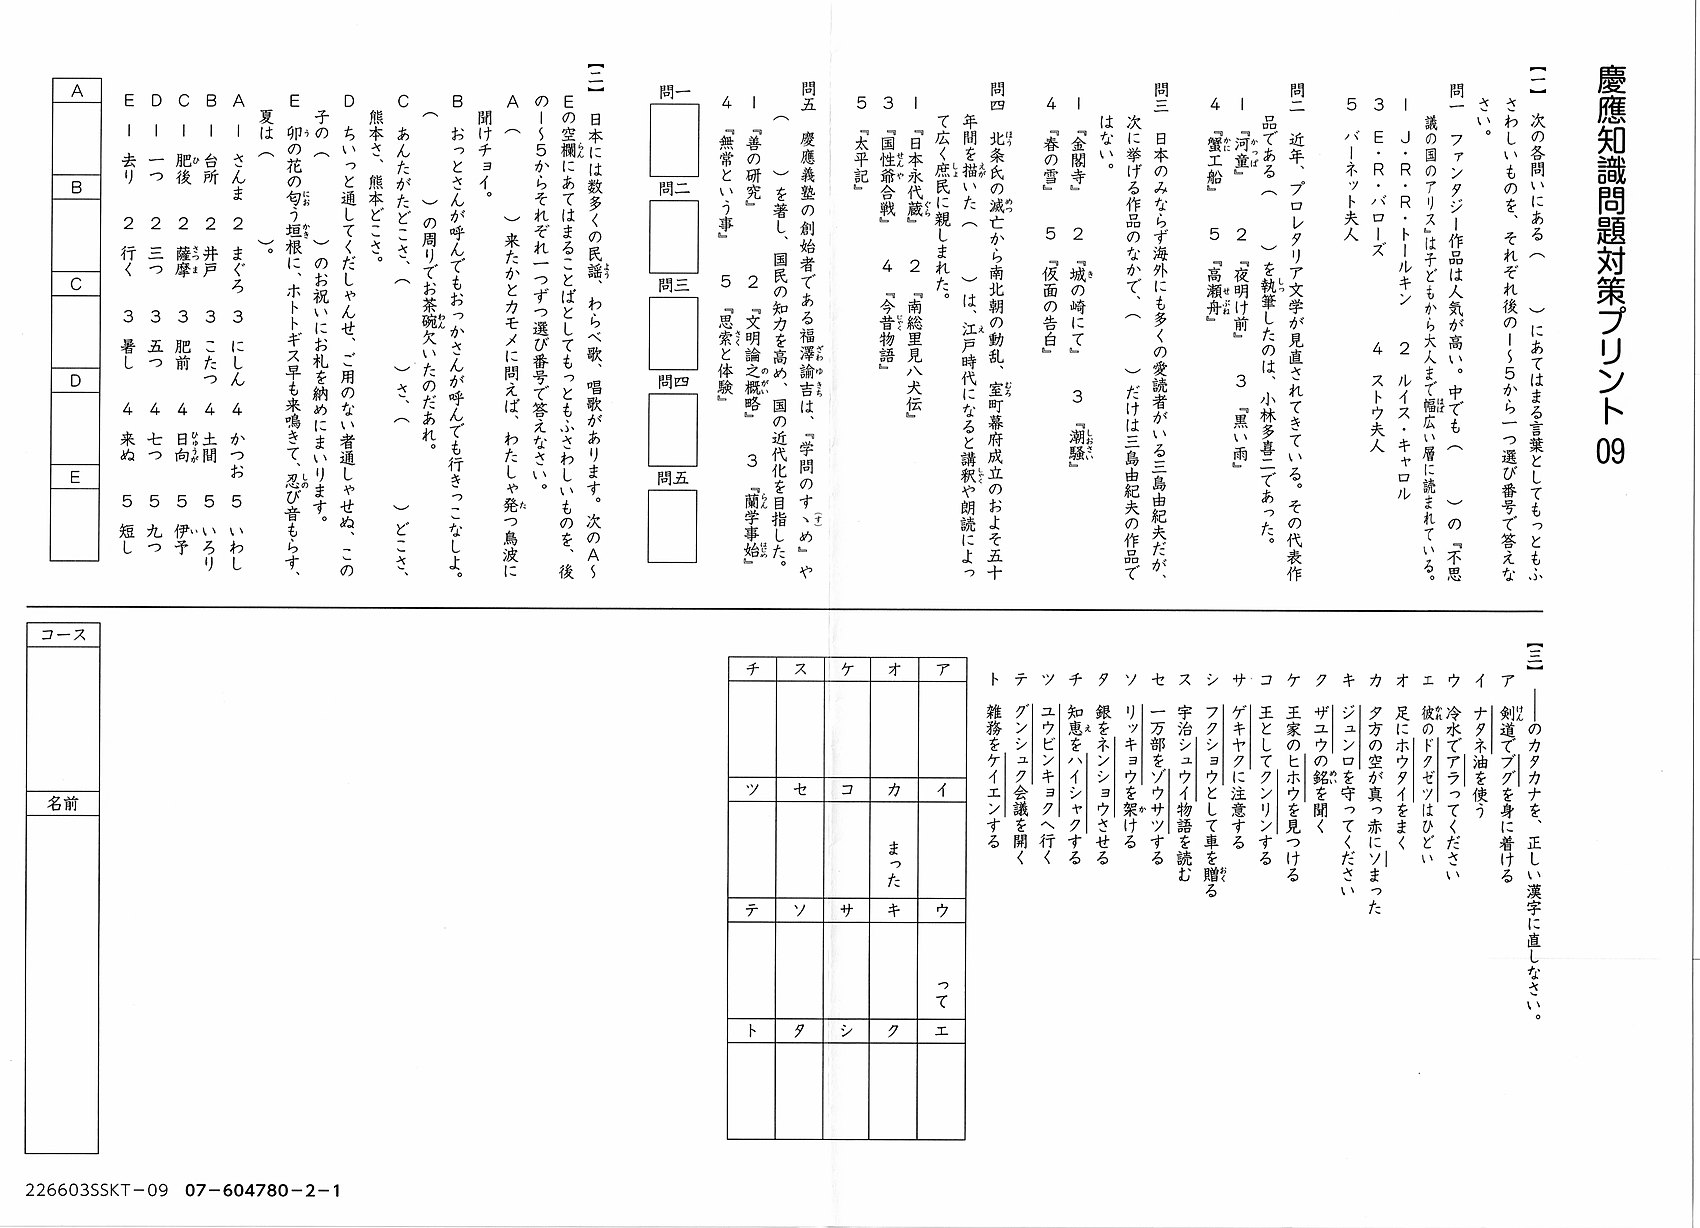 慶應知識問題対策プリント 09
【一】 次の各問いにある（　　）にあてはまる言葉としてもっともふ
さわしいものを、それぞれ後の1～5から一つ選び番号で答えな
さい。
問一 ファンタジー作品は人気が高い。中でも（　　）の『不思
議の国のアリス』は子どもから大人まで幅広い層に読まれている。
1 J・R・R・トールキン 2 ルイス・キャロル
3 E・R・バローズ 4 ストウ夫人
5 バーネット夫人
問二 近年、プロレタリア文学が見直されてきている。その代表作
品である（　　）を執筆したのは、小林多喜二であった。
1 『河童』 2 『夜明け前』 3 『黒い雨』
4 『蟹工船』 5 『高瀬舟』
問三 日本のみならず海外にも多くの愛読者がいる三島由紀夫だが、
次に挙げる作品のなかで、（　　）だけは三島由紀夫の作品で
はない。
1 『金閣寺』 2 『城の崎にて』 3 『潮騒』
4 『春の雪』 5 『仮面の告白』
問四 北条氏の滅亡から南北朝の動乱、室町幕府成立のおよそ五十
年間を描いた（　　）は、江戸時代になると講釈や朗読によっ
て広く庶民に親しまれた。
1 『日本永代蔵』 2 『南総里見八犬伝』
3 『国性爺合戦』 4 『今昔物語』
5 『太平記』
問五 慶應義塾の創始者である福澤諭吉は、『学問のすゝ(す)め』や
（　　）を著し、国民の知力を高め、国の近代化を目指した。
1 『善の研究』 2 『文明論之概略』 3 『蘭学事始』
4 『無常という事』 5 『思索と体験』
問一 問二 問三 問四 問五
【二】 日本には数多くの民謡、わらべ歌、唱歌があります。次のA～
Eの空欄にあてはまることばとしてもっともふさわしいものを、後
の1～5からそれぞれ一つずつ選び番号で答えなさい。
A （　　）来たかとカモメに問えば、わたしゃ発つ鳥波に
聞けチョイ。
B おっとさんが呼んでもおっかさんが呼んでも行きっこなしよ。
（　　）の周りでお茶碗欠いたのだあれ。
C あんたがたどこさ、（　　）さ、（　　）どこさ、
熊本さ、熊本どこさ。
D ちいっと通してくだしゃんせ、ご用のない者通しゃせぬ、この
子の（　　）のお祝いにお札を納めにまいります。
E 卯の花の匂う垣根に、ホトトギス早も来鳴きて、忍び音もらす、
夏は（　　）。
A 1 さんま 2 まぐろ 3 にしん 4 かつお 5 いわし
B 1 台所 2 井戸 3 こたつ 4 土間 5 いろり
C 1 肥後 2 薩摩 3 肥前 4 日向 5 伊予
D 1 一つ 2 三つ 3 五つ 4 七つ 5 九つ
E 1 去り 2 行く 3 暑し 4 来ぬ 5 短し
A B C D E
【三】 ――のカタカナを、正しい漢字に直しなさい。
ア 剣道でブグを身に着ける
イ ナタネ油を使う
ウ 冷水でアラってください
エ 彼のドクゼツはひどい
オ 足にホウタイをまく
カ 夕方の空が真っ赤にソまった
キ ジュンロを守ってください
ク ザユウの銘を聞く
ケ 王家のヒホウを見つける
コ 王としてクンリンする
サ ゲキヤクに注意する
シ フクショウとして車を贈る
ス 宇治シュウイ物語を読む
セ 一万部をゾウサツする
ソ リッキョウを架ける
タ 銀をネンショウさせる
チ 知恵をハイシャクする
ツ ユウビンキョクへ行く
テ グンシュク会議を開く
ト 雑務をケイエンする
ア イ ウ って エ
オ カ まった キ ク
ケ コ サ シ
ス セ ソ タ
チ ツ テ ト
コース
名前
226603SSKT-09 07-604780-2-1